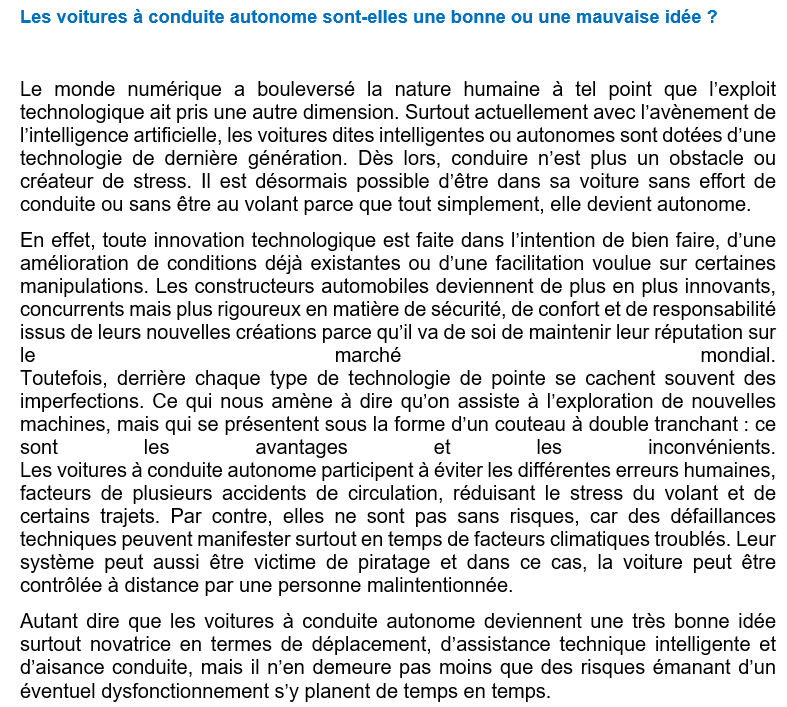 Les voitures à conduite autonome sont-elles une bonne ou une mauvaise idée ?
Le monde numérique a bouleversé la nature humaine à tel point que l’exploit
technologique ait pris une autre dimension. Surtout actuellement avec l’avènement de
l’intelligence artificielle, les voitures dites intelligentes ou autonomes sont dotées d’une
technologie de dernière génération. Dès lors, conduire n’est plus un obstacle ou
créateur de stress. Il est désormais possible d’être dans sa voiture sans effort de
conduite ou sans être au volant parce que tout simplement, elle devient autonome.
En effet, toute innovation technologique est faite dans l’intention de bien faire, d’une
amélioration de conditions déjà existantes ou d’une facilitation voulue sur certaines
manipulations. Les constructeurs automobiles deviennent de plus en plus innovants,
concurrents mais plus rigoureux en matière de sécurité, de confort et de responsabilité
issus de leurs nouvelles créations parce qu’il va de soi de maintenir leur réputation sur
le marché mondial.
Toutefois, derrière chaque type de technologie de pointe se cachent souvent des
imperfections. Ce qui nous amène à dire qu’on assiste à l’exploration de nouvelles
machines, mais qui se présentent sous la forme d’un couteau à double tranchant : ce
sont les avantages et les inconvénients.
Les voitures à conduite autonome participent à éviter les différentes erreurs humaines,
facteurs de plusieurs accidents de circulation, réduisant le stress du volant et de
certains trajets. Par contre, elles ne sont pas sans risques, car des défaillances
techniques peuvent manifester surtout en temps de facteurs climatiques troublés. Leur
système peut aussi être victime de piratage et dans ce cas, la voiture peut être
contrôlée à distance par une personne malintentionnée.
Autant dire que les voitures à conduite autonome deviennent une très bonne idée
surtout novatrice en termes de déplacement, d’assistance technique intelligente et
d’aisance conduite, mais il n’en demeure pas moins que des risques émanant d’un
éventuel dysfonctionnement s’y planent de temps en temps.